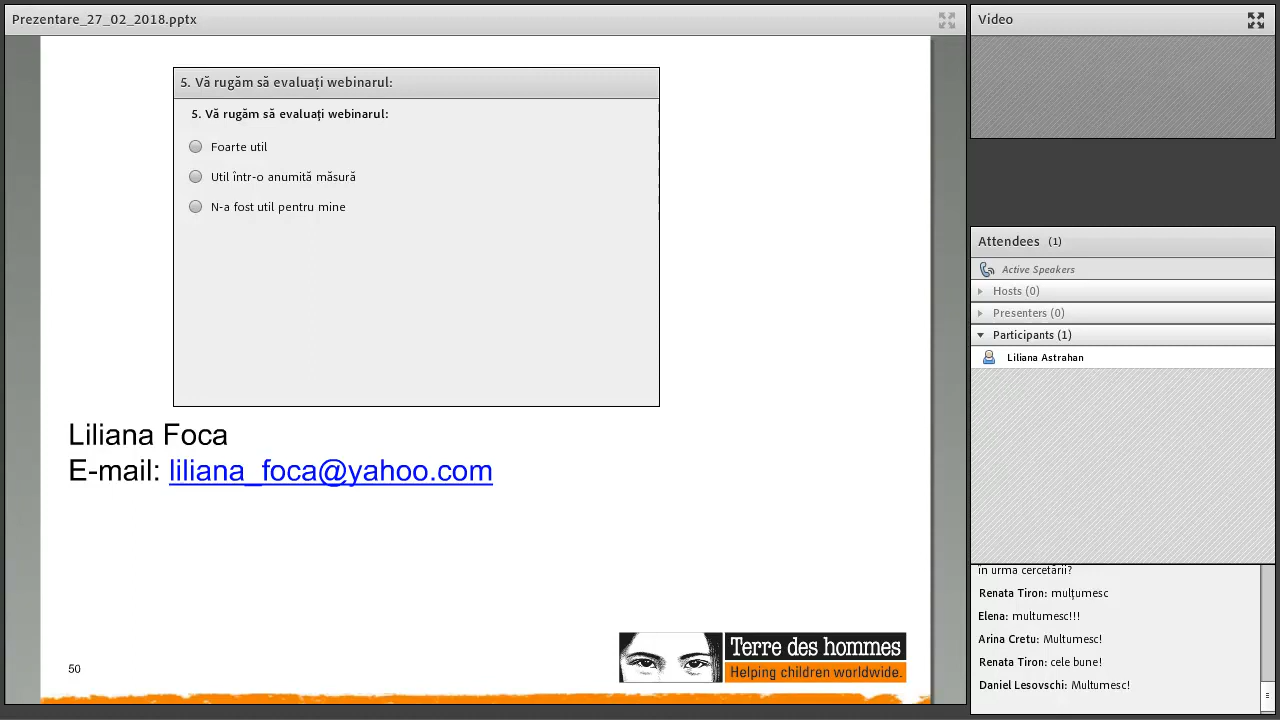 Prezentare_27_02_2018.pptx
5. Vă rugăm să evaluați webinarul:
5. Vă rugăm să evaluați webinarul:
Foarte util
Util într-o anumită măsură
N-a fost util pentru mine
Liliana Foca
E-mail: liliana_foca@yahoo.com
Terre des hommes
Helping children worldwide.
50
Video
Attendees (1)
Active Speakers
Hosts (0)
Presenters (0)
Participants (1)
Liliana Astrahan
în urma cercetării?
Renata Tiron: mulțumesc
Elena: multumesc!!!
Arina Cretu: Multumesc!
Renata Tiron: cele bune!
Daniel Lesovschi: Multumesc!